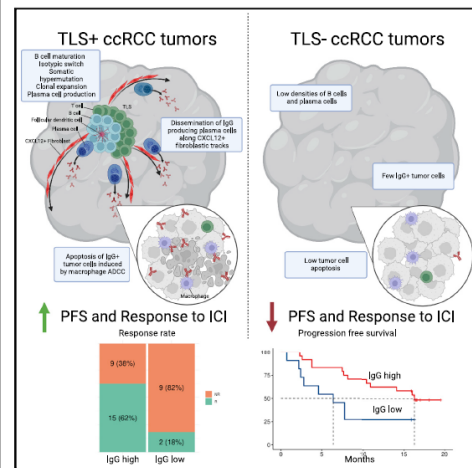 TLS+ ccRCC tumors
B cell maturation
Isotypic switch
Somatic
hypermutation
Clonal expansion
Plasma cell production
T cell
B cell
Follicular dendritic cell
Plasma cell
CXCL12+ Fibroblast
TLS
Dissemination of IgG
producing plasma cells
along CXCL12+
fibroblastic tracks
Apoptosis of IgG+
tumor cells induced
by macrophage ADCC
Macrophage
PFS and Response to ICI
Response rate
9 (38%)
15 (62%)
9 (82%)
2 (18%)
NR
R
IgG high
IgG low
TLS- ccRCC tumors
Low densities of B cells
and plasma cells
Few IgG+ tumor cells
Low tumor cell
apoptosis
PFS and Response to ICI
Progression free survival
100
75
50
25
0
IgG high
IgG low
0
5
10
15
20
Months